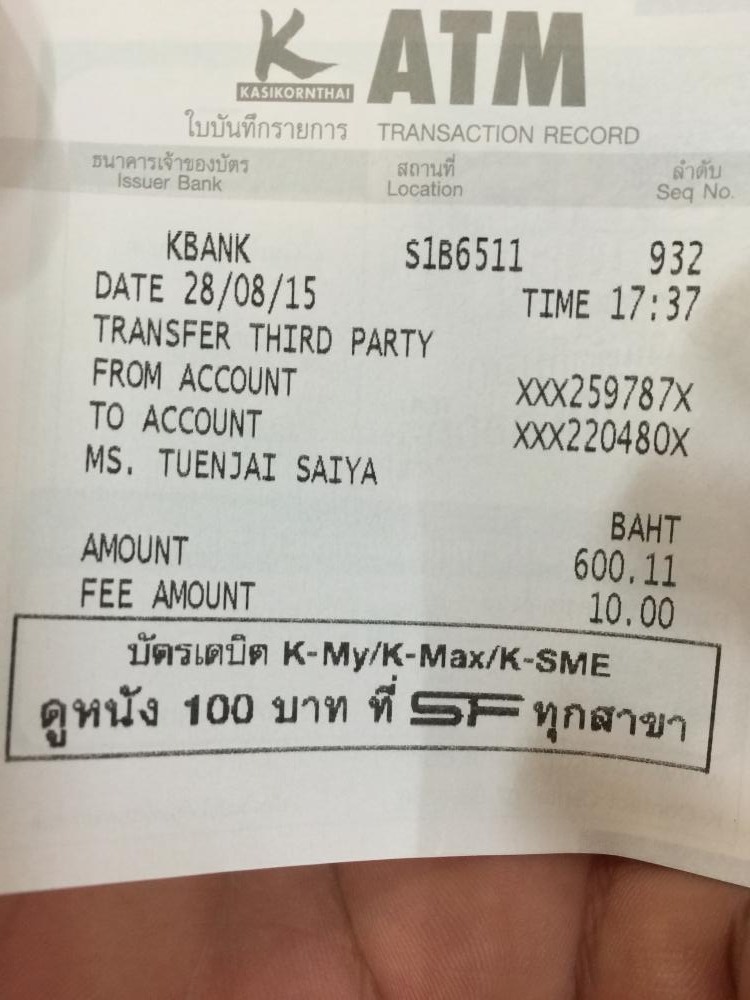 K ATM
KASIKORNTHAI
ใบบันทึกรายการ TRANSACTION RECORD
ธนาคารเจ้าของบัตร สถานที่ ลำดับ
Issuer Bank Location Seq No.
KBANK S1B6511 932
DATE 28/08/15 TIME 17:37
TRANSFER THIRD PARTY
FROM ACCOUNT XXX259787X
TO ACCOUNT XXX220480X
MS. TUENJAI SAIYA
BAHT
AMOUNT 600.11
FEE AMOUNT 10.00
บัตรเดบิต K-My/K-Max/K-SME
ดูหนัง 100 บาท ที่ SF ทุกสาขา